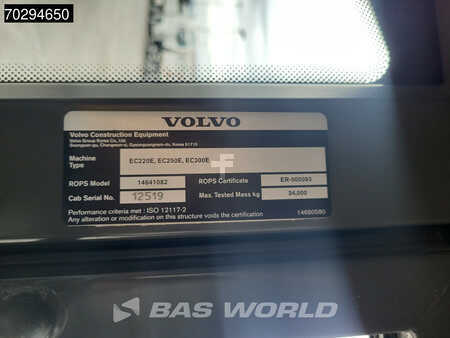 70294650
VOLVO
Volvo Construction Equipment
Volvo Group Korea Co., Ltd.
Machine Type EC220E, EC250E, EC300E
ROPS Model 14641082 ROPS Certificate ER-000093
Cab Serial No. 12519 Max. Tested Mass kg 34,000
Performance criteria met : ISO 12117-2
Any alteration or modification on this structure voids the certification 14680580
BAS WORLD